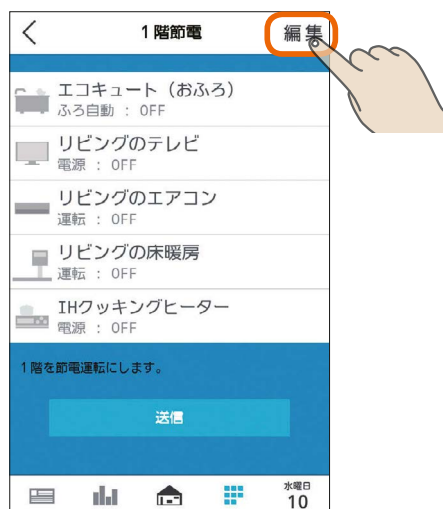 1階節電
編集
エコキュート（おふろ）
ふろ自動 : OFF
リビングのテレビ
電源 : OFF
リビングのエアコン
運転 : OFF
リビングの床暖房
運転 : OFF
IHクッキングヒーター
電源 : OFF
1階を節電運転にします。
送信
水曜日
10